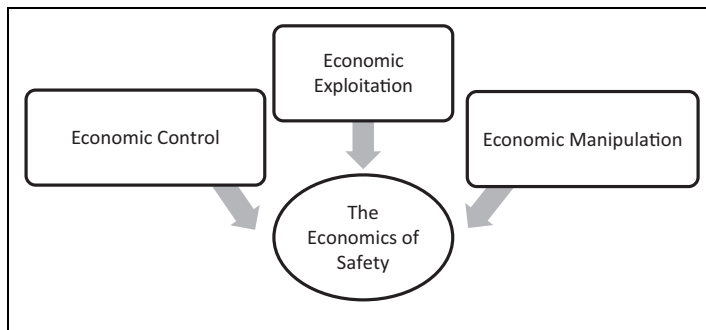 Economic
Exploitation
Economic Control
Economic Manipulation
The
Economics of
Safety